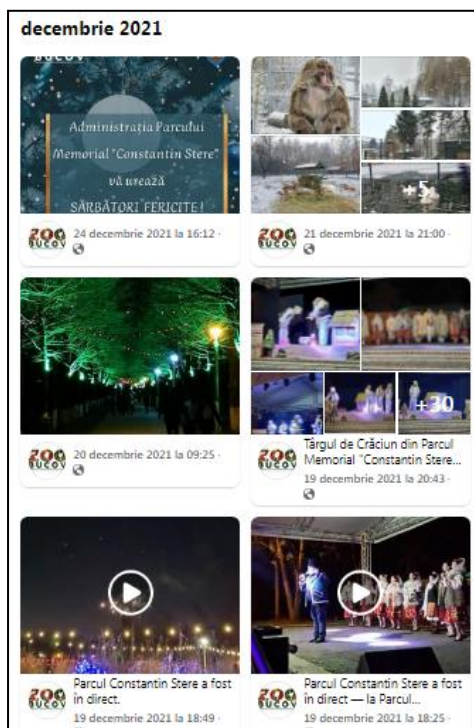 decembrie 2021
BUCOV
Administrația Parcului
Memorial "Constantin Stere"
vă urează
SĂRBĂTORI FERICITE!
+5
ZOO
BUCOV
24 decembrie 2021 la 16:12 ·
ZOO
BUCOV
21 decembrie 2021 la 21:00 ·
+30
ZOO
BUCOV
20 decembrie 2021 la 09:25 ·
ZOO
BUCOV
Târgul de Crăciun din Parcul
Memorial "Constantin Stere...
19 decembrie 2021 la 20:43 ·
ZOO
BUCOV
Parcul Constantin Stere a fost
în direct.
19 decembrie 2021 la 18:49 ·
ZOO
BUCOV
Parcul Constantin Stere a fost
în direct — la Parcul...
19 decembrie 2021 la 18:25 ·